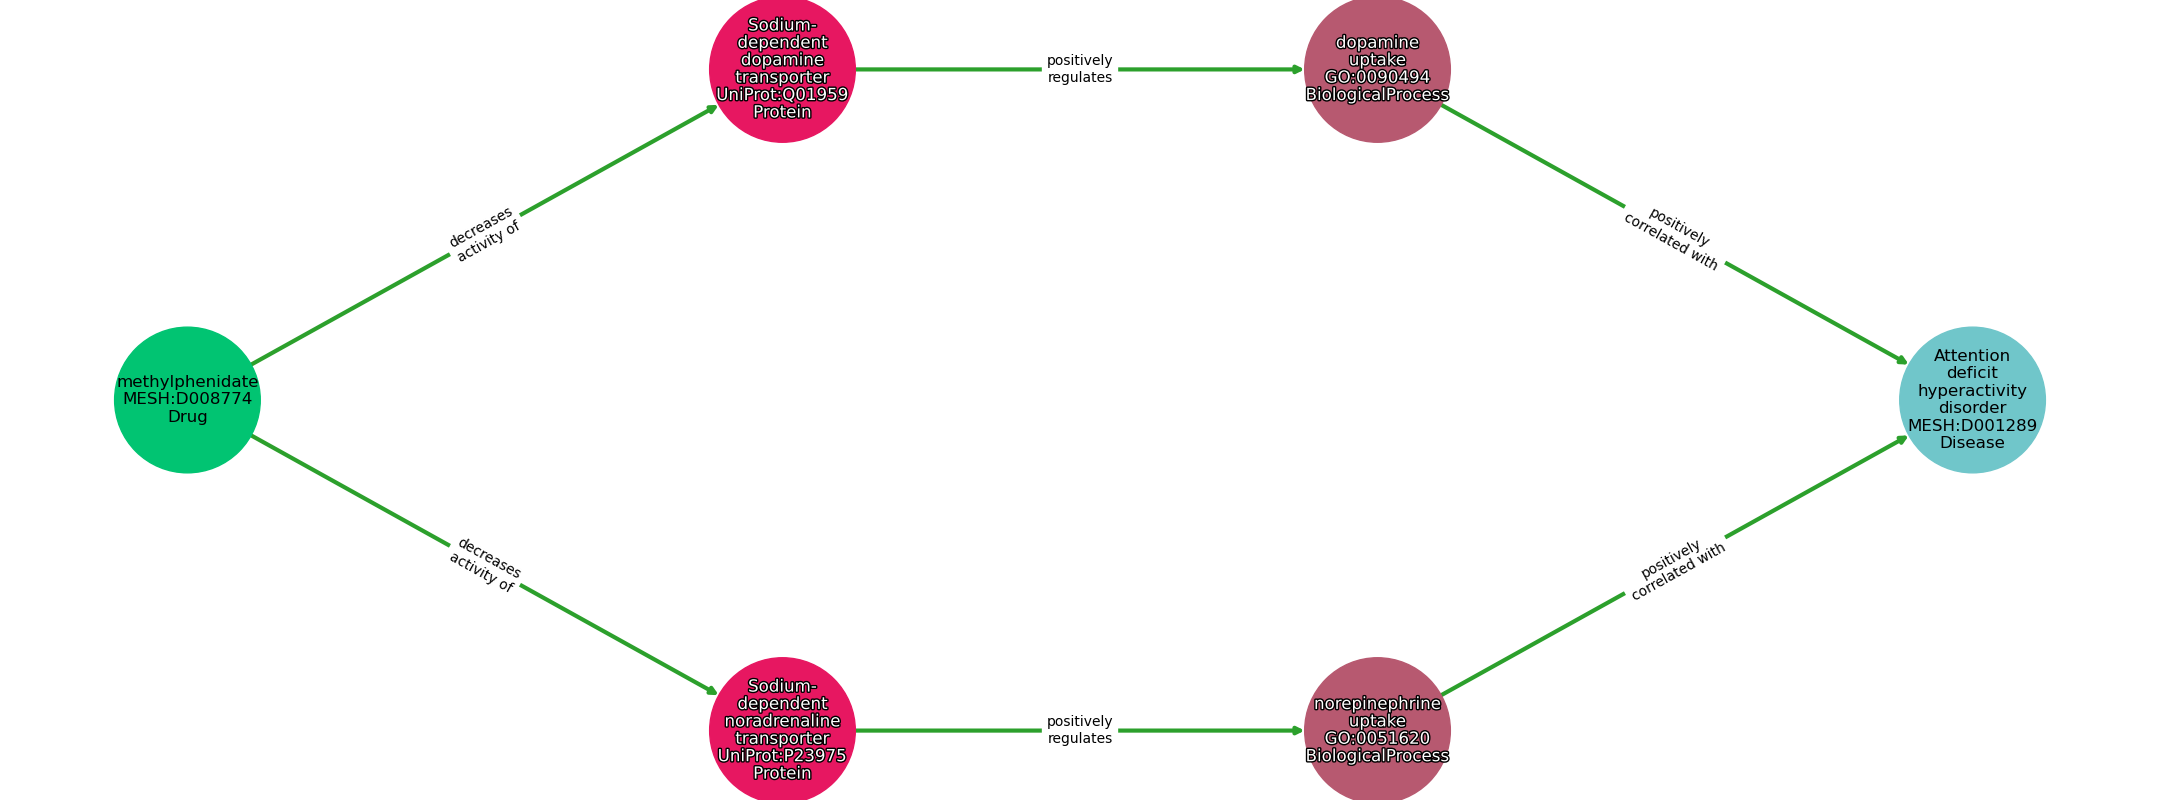 Sodium-
dependent
dopamine
transporter
UniProt:Q01959
Protein
positively
regulates
dopamine
uptake
GO:0090494
BiologicalProcess
decreases
activity of
positively
correlated with
methylphenidate
MESH:D008774
Drug
Attention
deficit
hyperactivity
disorder
MESH:D001289
Disease
decreases
activity of
positively
correlated with
Sodium-
dependent
noradrenaline
transporter
UniProt:P23975
Protein
positively
regulates
norepinephrine
uptake
GO:0051620
BiologicalProcess